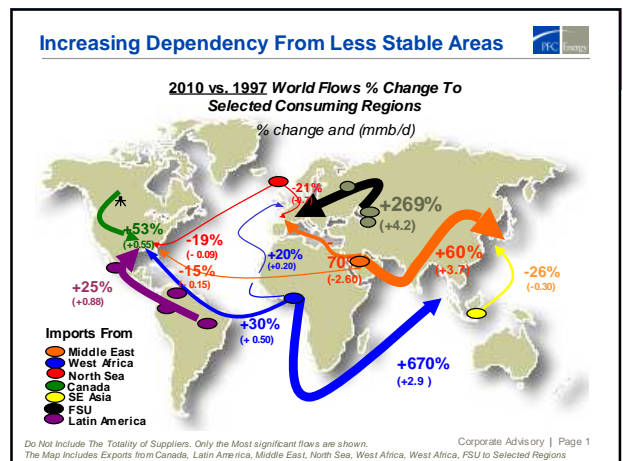 Increasing Dependency From Less Stable Areas
PFC Energy
2010 vs. 1997 World Flows % Change To
Selected Consuming Regions
% change and (mmb/d)
-21%
+269%
(+4.2)
+53%
(+0.55)
-19%
(- 0.09)
+20%
(+0.20)
-
70%
(-2.60)
+60%
(+3.7)
-26%
(-0.30)
-15%
0.15)
+25%
(+0.88)
+30%
(+ 0.50)
+670%
(+2.9 )
Imports From
Middle East
West Africa
North Sea
Canada
SE Asia
FSU
Latin America
Do Not Include The Totality of Suppliers. Only the Most significant flows are shown.
Corporate Advisory | Page 1
The Map Includes Exports from Canada, Latin America, Middle East, North Sea, West Africa, West Africa, FSU to Selected Regions